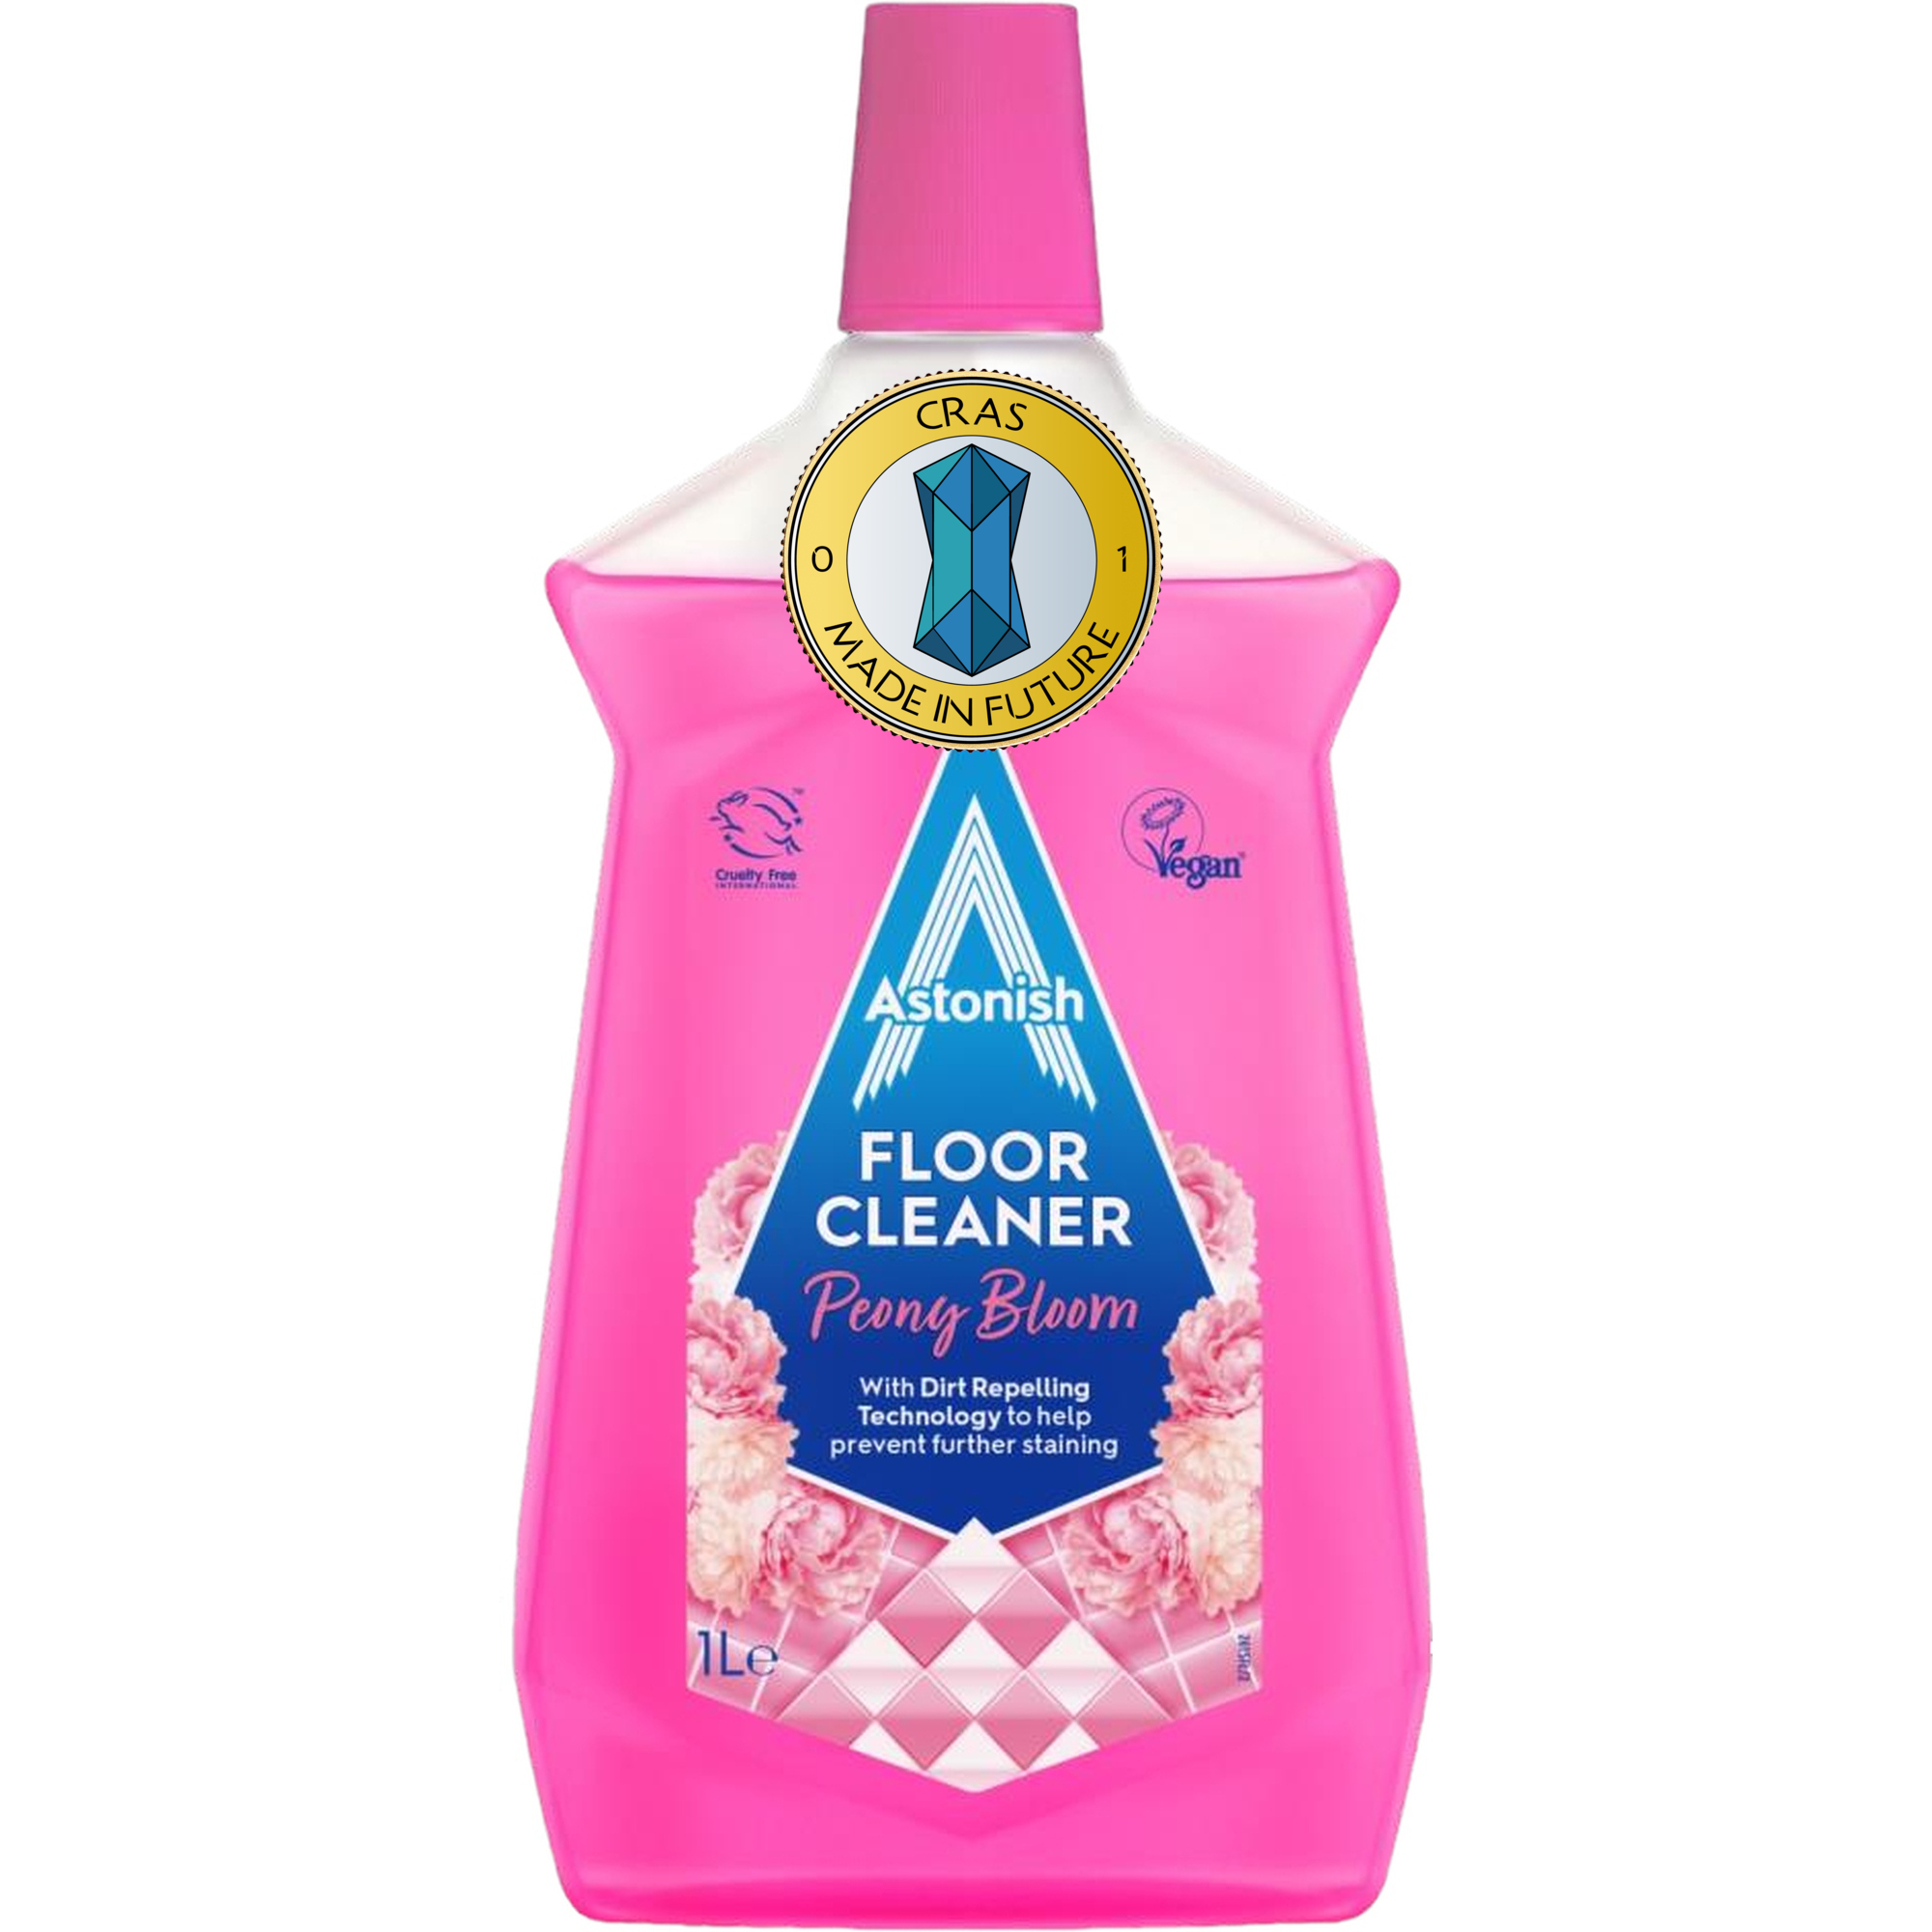 CRAS
0 1
MADE IN FUTURE
Cruelty Free
INTERNATIONAL
Vegan
Astonish
FLOOR
CLEANER
Peony Bloom
With Dirt Repelling
Technology to help
prevent further staining
1Le